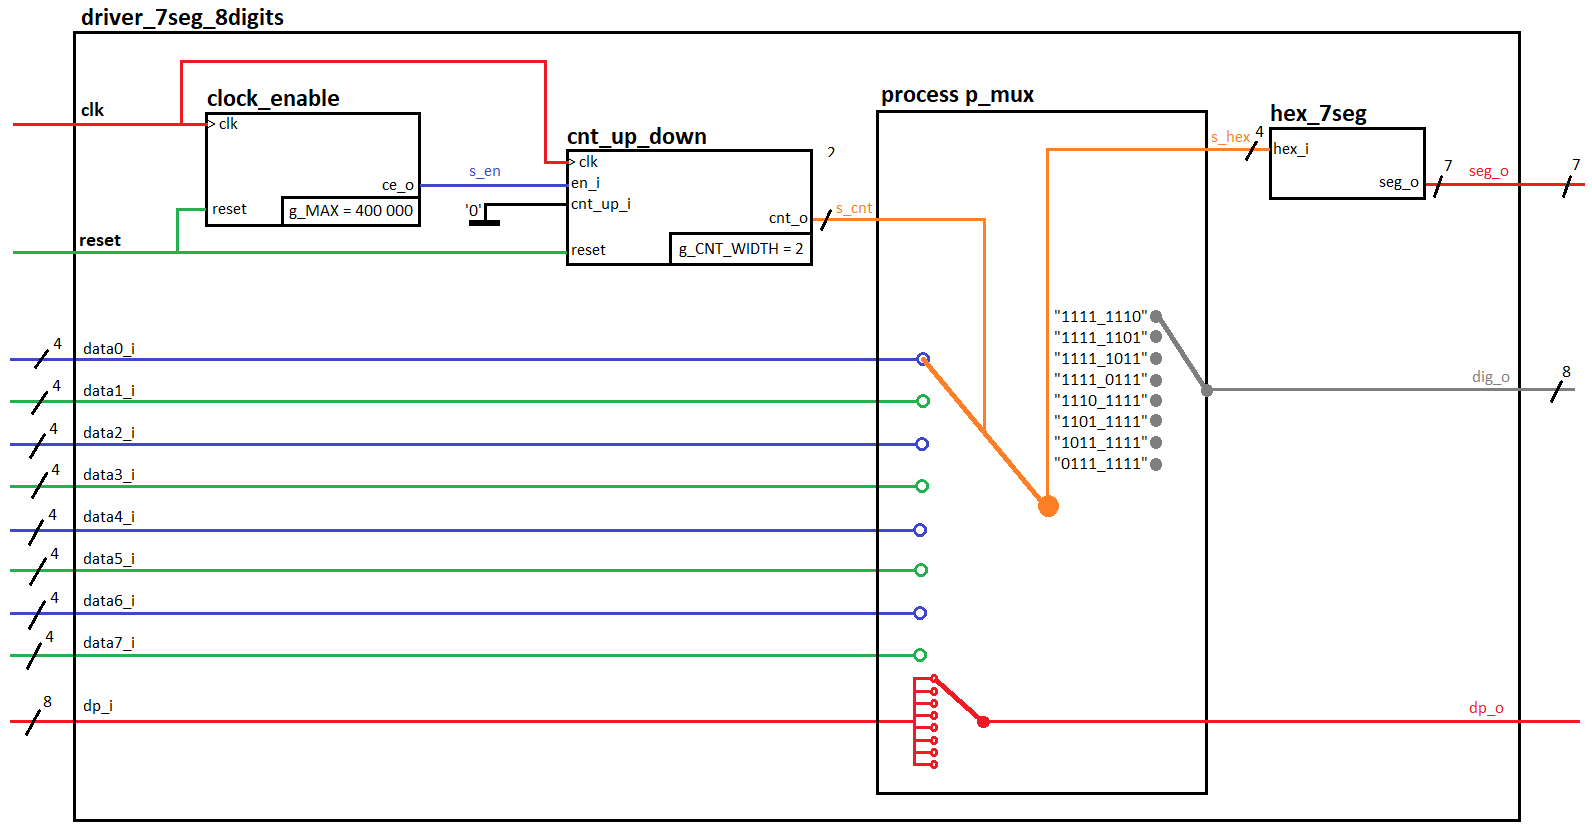 driver_7seg_8digits
clk
clock_enable
clk
ce_o
reset
g_MAX = 400 000
reset
s_en
'0'
cnt_up_down
clk
en_i
cnt_up_i
cnt_o
reset
g_CNT_WIDTH = 2
2
s_cnt
process p_mux
s_hex
4
hex_7seg
hex_i
seg_o
7
seg_o
7
"1111_1110"
"1111_1101"
"1111_1011"
"1111_0111"
"1110_1111"
"1101_1111"
"1011_1111"
"0111_1111"
dig_o
8
4
data0_i
4
data1_i
4
data2_i
4
data3_i
4
data4_i
4
data5_i
4
data6_i
4
data7_i
8
dp_i
dp_o